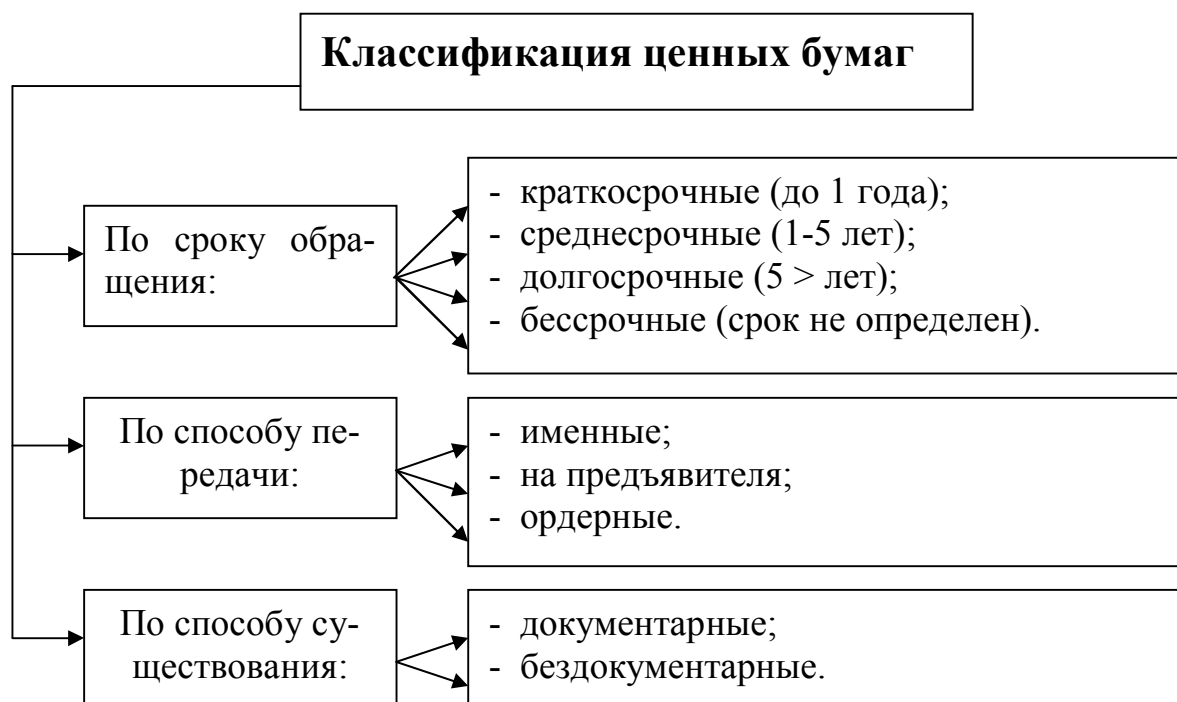 Классификация ценных бумаг
По сроку обра-
щения:
- краткосрочные (до 1 года);
- среднесрочные (1-5 лет);
- долгосрочные (5 > лет);
- бессрочные (срок не определен).
По способу пе-
редачи:
- именные;
- на предъявителя;
- ордерные.
По способу су-
ществования:
- документарные;
- бездокументарные.